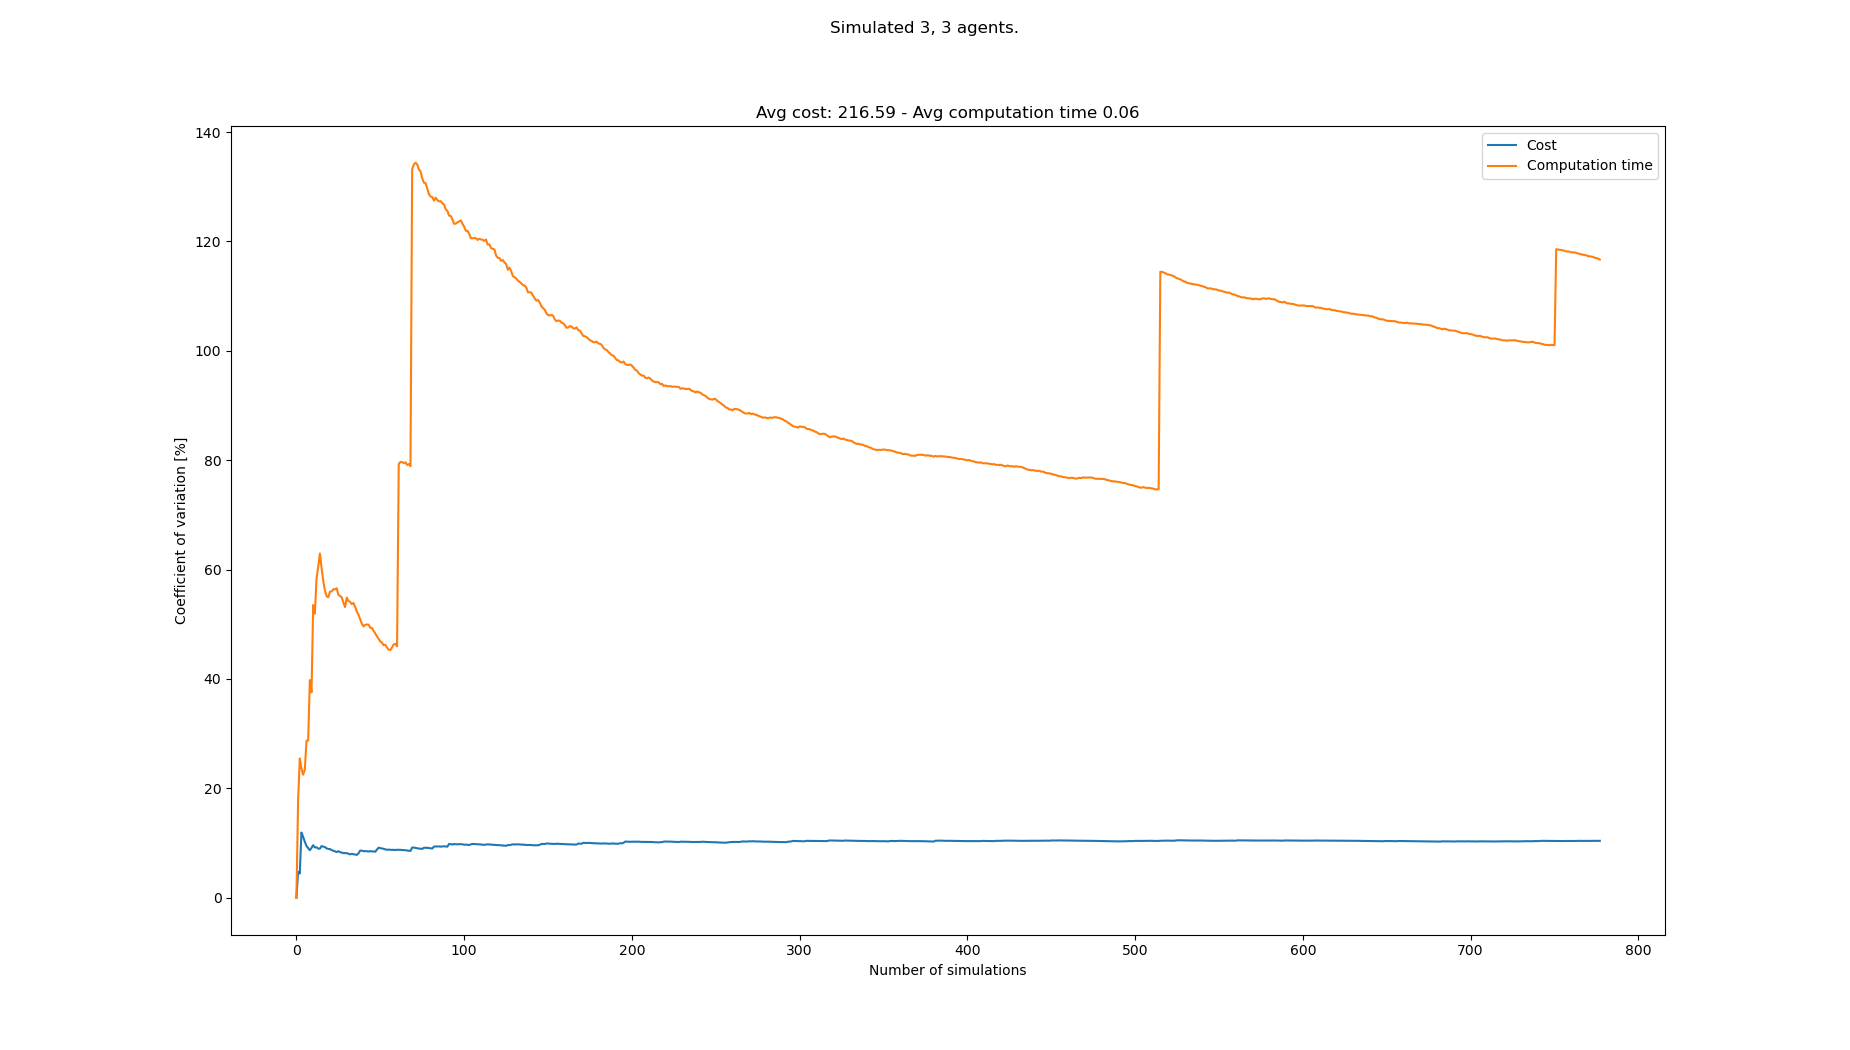 Simulated 3, 3 agents.
Avg cost: 216.59 - Avg computation time 0.06
Cost
Computation time
Coefficient of variation [%]
140
120
100
80
60
40
20
0
0 100 200 300 400 500 600 700 800
Number of simulations